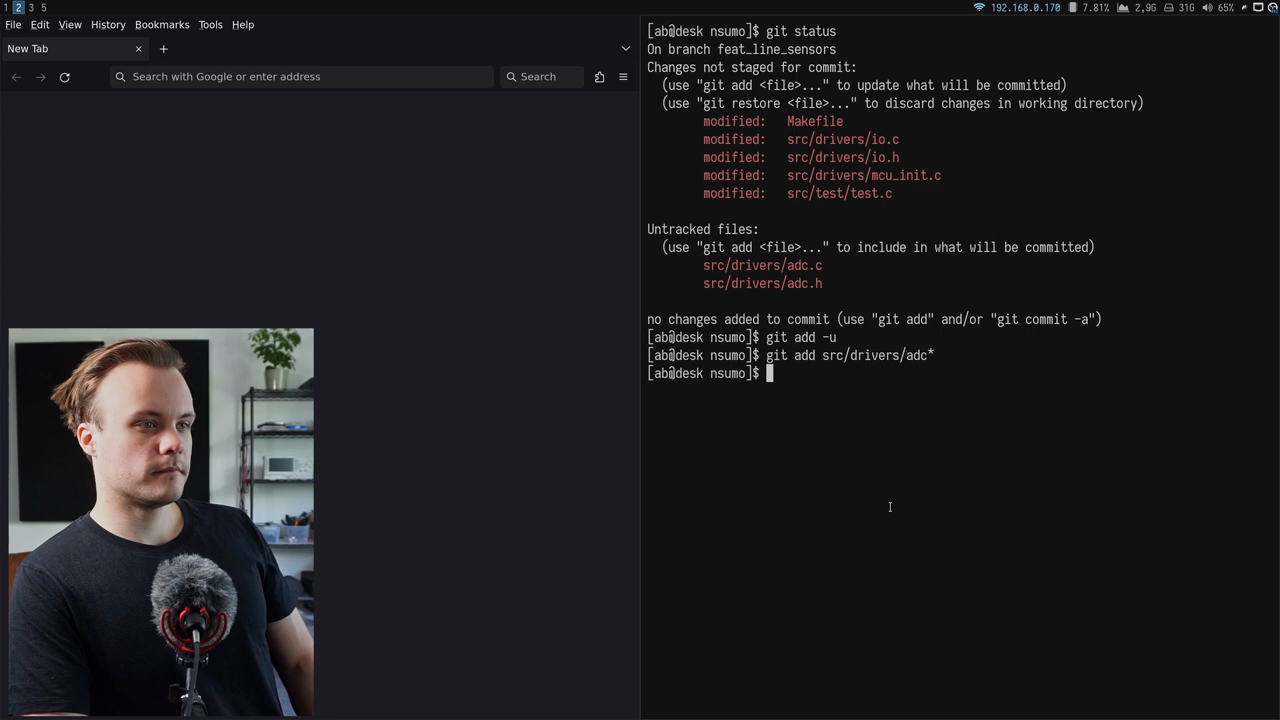 1 2 3 5
192.168.0.170 7.81% 2,9G 31G 65%
File Edit View History Bookmarks Tools Help
New Tab
Search with Google or enter address
Search
[ab@desk nsumo]$ git status
On branch feat_line_sensors
Changes not staged for commit:
(use "git add <file>..." to update what will be committed)
(use "git restore <file>..." to discard changes in working directory)
modified: Makefile
modified: src/drivers/io.c
modified: src/drivers/io.h
modified: src/drivers/mcu_init.c
modified: src/test/test.c
Untracked files:
(use "git add <file>..." to include in what will be committed)
src/drivers/adc.c
src/drivers/adc.h
no changes added to commit (use "git add" and/or "git commit -a")
[ab@desk nsumo]$ git add -u
[ab@desk nsumo]$ git add src/drivers/adc*
[ab@desk nsumo]$